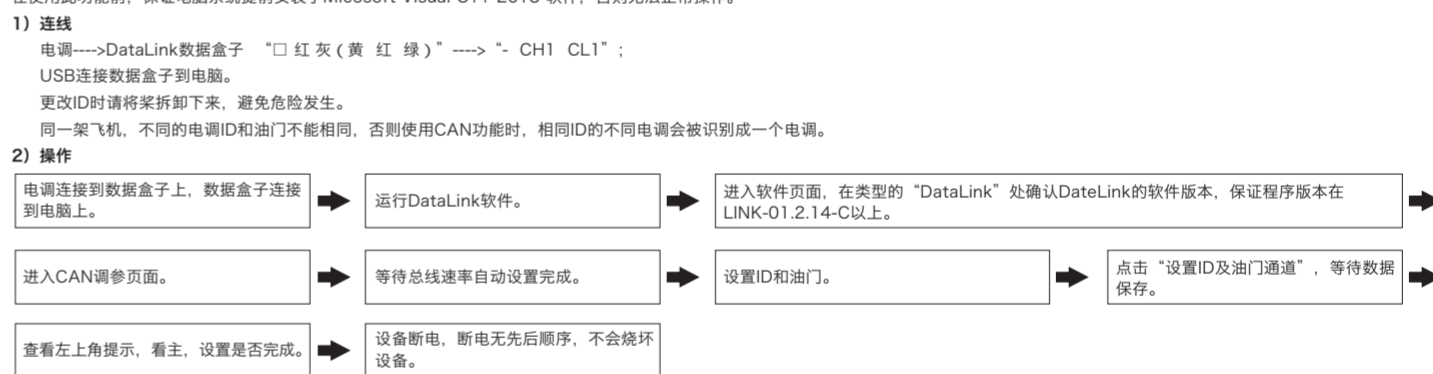 1）连线
电调---->DataLink数据盒子 “□ 红 灰 ( 黄 红 绿 ) ”----> “- CH1 CL1”；
USB连接数据盒子到电脑。
更改ID时请将桨拆卸下来，避免危险发生。
同一架飞机，不同的电调ID和油门不能相同，否则使用CAN功能时，相同ID的不同电调会被识别成一个电调。
2）操作
电调连接到数据盒子上，数据盒子连接
到电脑上。
运行DataLink软件。
进入软件页面，在类型的“DataLink”处确认DateLink的软件版本，保证程序版本在
LINK-01.2.14-C以上。
进入CAN调参页面。
等待总线速率自动设置完成。
设置ID和油门。
点击“设置ID及油门通道”，等待数据
保存。
查看左上角提示，看主，设置是否完成。
设备断电，断电无先后顺序，不会烧坏
设备。